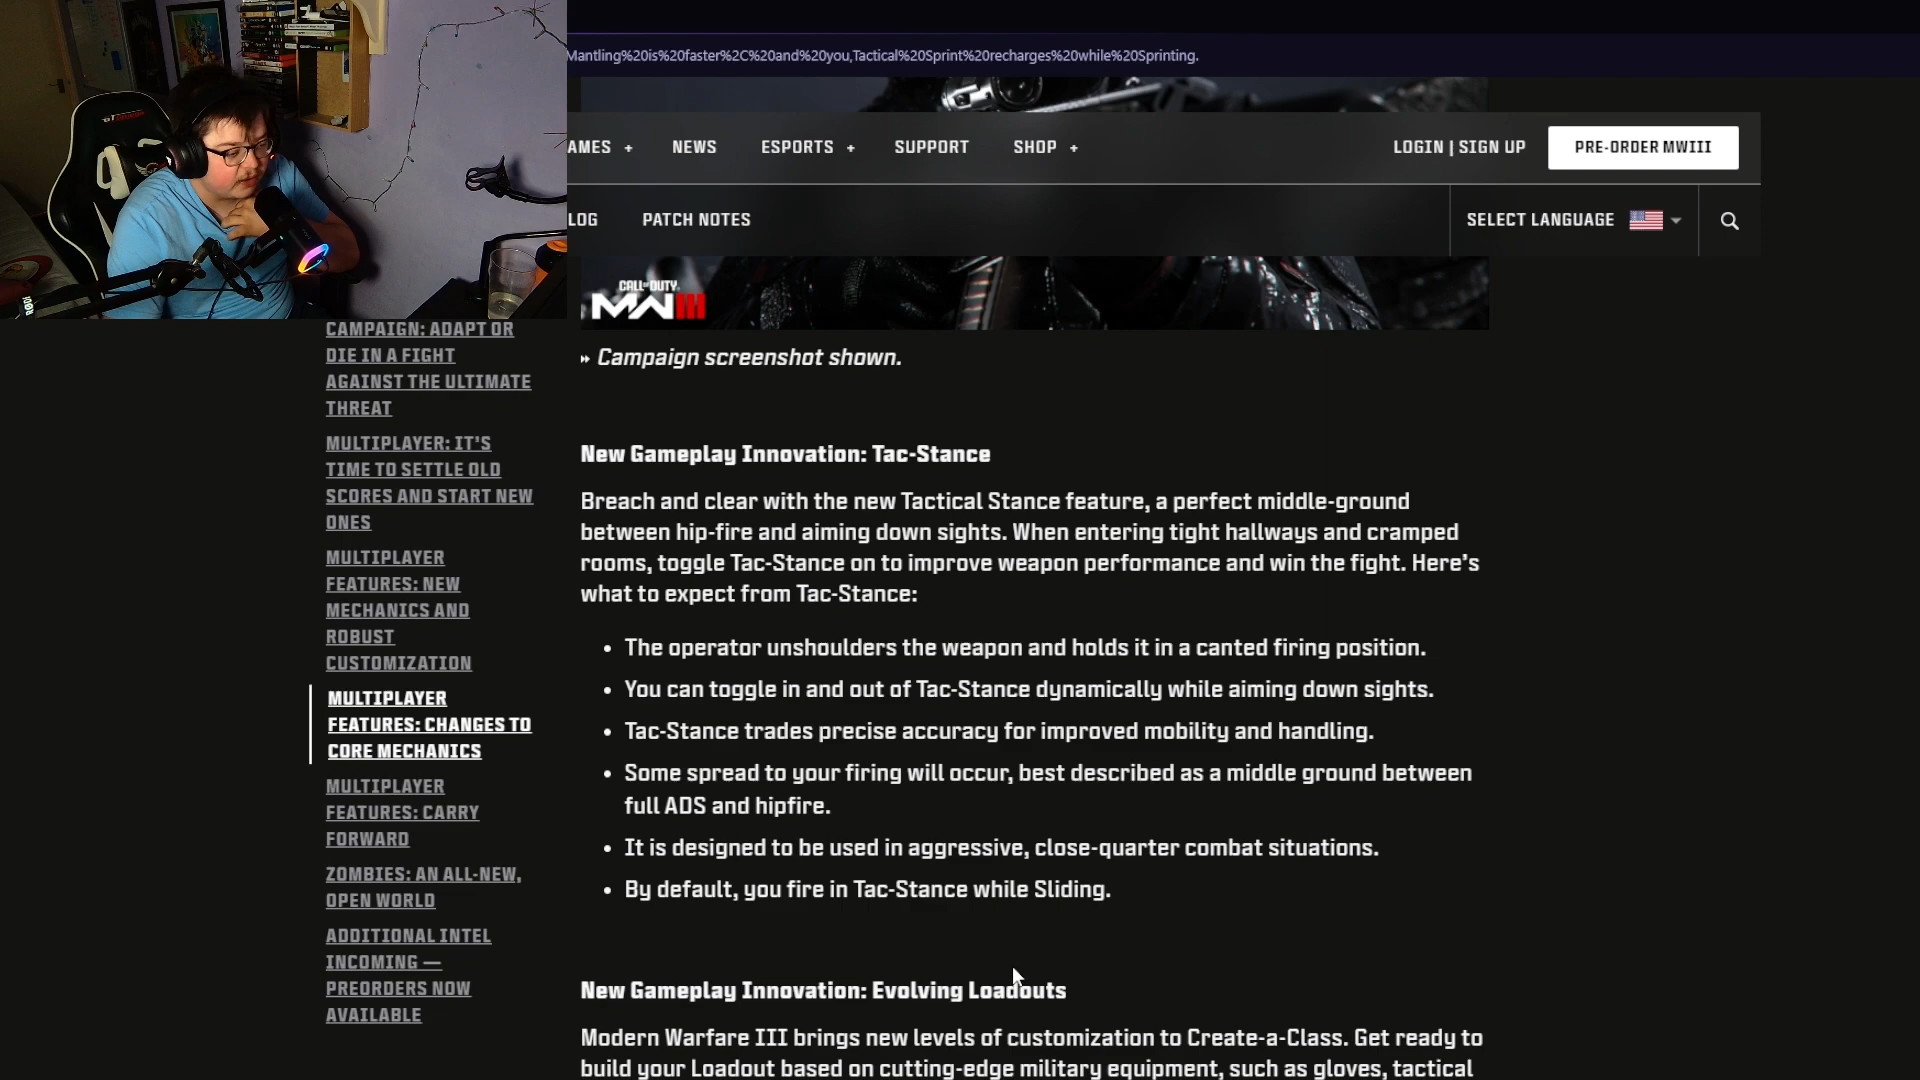 Mantling%20is%20faster%2C%20and%20you,Tactical%20Sprint%20recharges%20while%20Sprinting.
AMES + NEWS ESPORTS + SUPPORT SHOP + LOGIN | SIGN UP PRE-ORDER MWIII
LOG PATCH NOTES SELECT LANGUAGE
CALL OF DUTY
MWIII
» Campaign screenshot shown.
CAMPAIGN: ADAPT OR
DIE IN A FIGHT
AGAINST THE ULTIMATE
THREAT
MULTIPLAYER: IT'S
TIME TO SETTLE OLD
SCORES AND START NEW
ONES
MULTIPLAYER
FEATURES: NEW
MECHANICS AND
ROBUST
CUSTOMIZATION
MULTIPLAYER
FEATURES: CHANGES TO
CORE MECHANICS
MULTIPLAYER
FEATURES: CARRY
FORWARD
ZOMBIES: AN ALL-NEW,
OPEN WORLD
ADDITIONAL INTEL
INCOMING —
PREORDERS NOW
AVAILABLE
New Gameplay Innovation: Tac-Stance
Breach and clear with the new Tactical Stance feature, a perfect middle-ground
between hip-fire and aiming down sights. When entering tight hallways and cramped
rooms, toggle Tac-Stance on to improve weapon performance and win the fight. Here's
what to expect from Tac-Stance:
• The operator unshoulders the weapon and holds it in a canted firing position.
• You can toggle in and out of Tac-Stance dynamically while aiming down sights.
• Tac-Stance trades precise accuracy for improved mobility and handling.
• Some spread to your firing will occur, best described as a middle ground between
full ADS and hipfire.
• It is designed to be used in aggressive, close-quarter combat situations.
• By default, you fire in Tac-Stance while Sliding.
New Gameplay Innovation: Evolving Loadouts
Modern Warfare III brings new levels of customization to Create-a-Class. Get ready to
build your Loadout based on cutting-edge military equipment, such as gloves, tactical